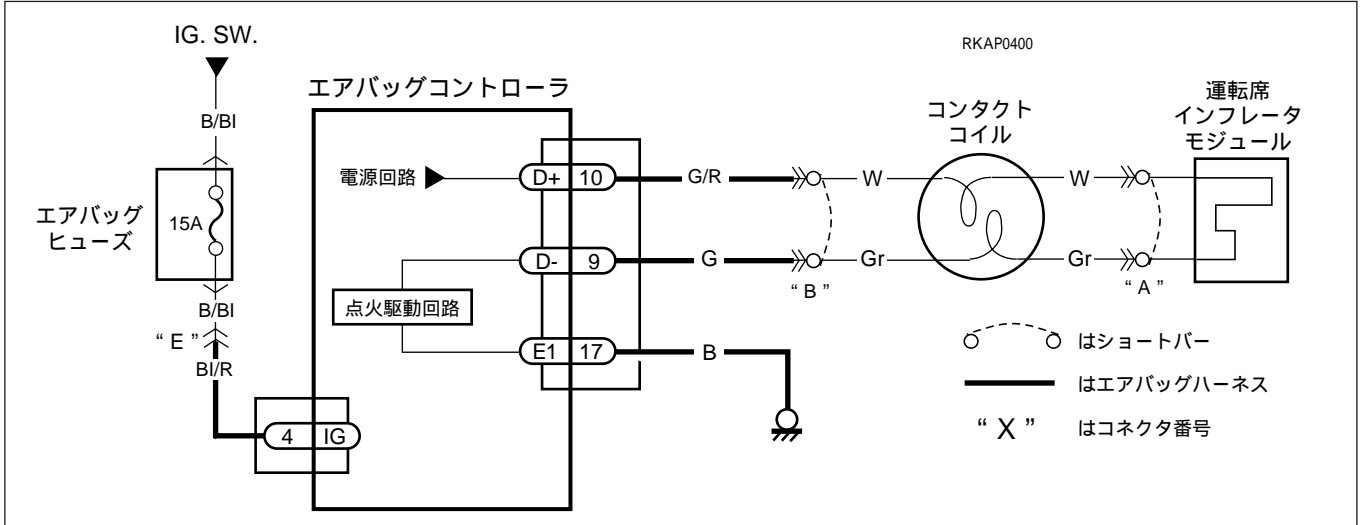 IG. SW.
RKAP0400
エアバッグコントローラ
運転席
インフレータ
モジュール
コンタクト
コイル
B/BI
電源回路
D+ 10
G/R
W
W
エアバッグ
ヒューズ
15A
D- 9
G
Gr
Gr
“ B ”
“ A ”
点火駆動回路
B/BI
“ E ”
BI/R
E1 17
B
はショートバー
はエアバッグハーネス
“ X ” はコネクタ番号
4 IG